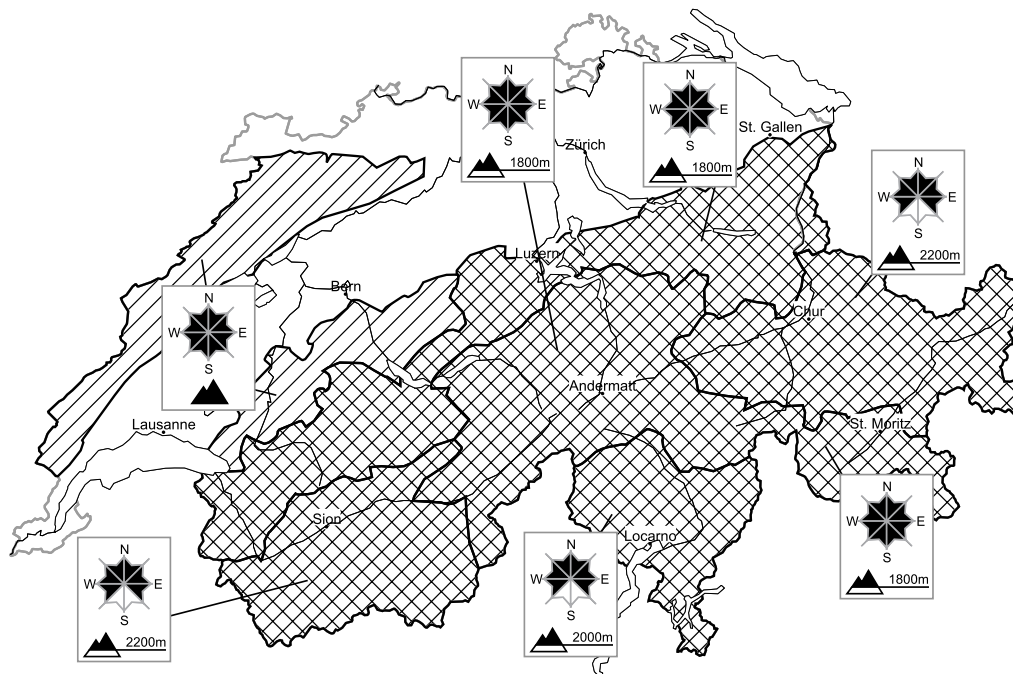 N
W E
S
1800m
N
W E
S
1800m
St. Gallen
Zürich
N
W E
S
2200m
Luzern
Bern
Chur
N
W E
S
Andermatt
Lausanne
St. Moritz
Sion
Locarno
N
W E
S
1800m
N
W E
S
2000m
N
W E
S
2200m